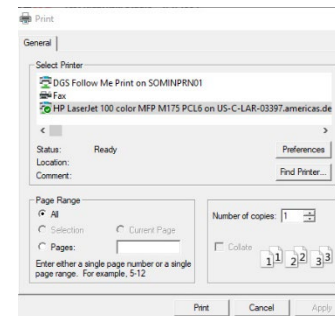 Print
General
Select Printer
DGS Follow Me Print on SOMINPRN01
Fax
HP LaserJet 100 color MFP M175 PCL6 on US-C-LAR-03397.americas.de
Status: Ready
Preferences
Location:
Comment:
Find Printer...
Page Range
All
Selection
Current Page
Pages:
Enter either a single page number or a single
page range. For example, 5-12
Number of copies: 1
Collate
1 1 2 2 3 3
Print
Cancel
Apply